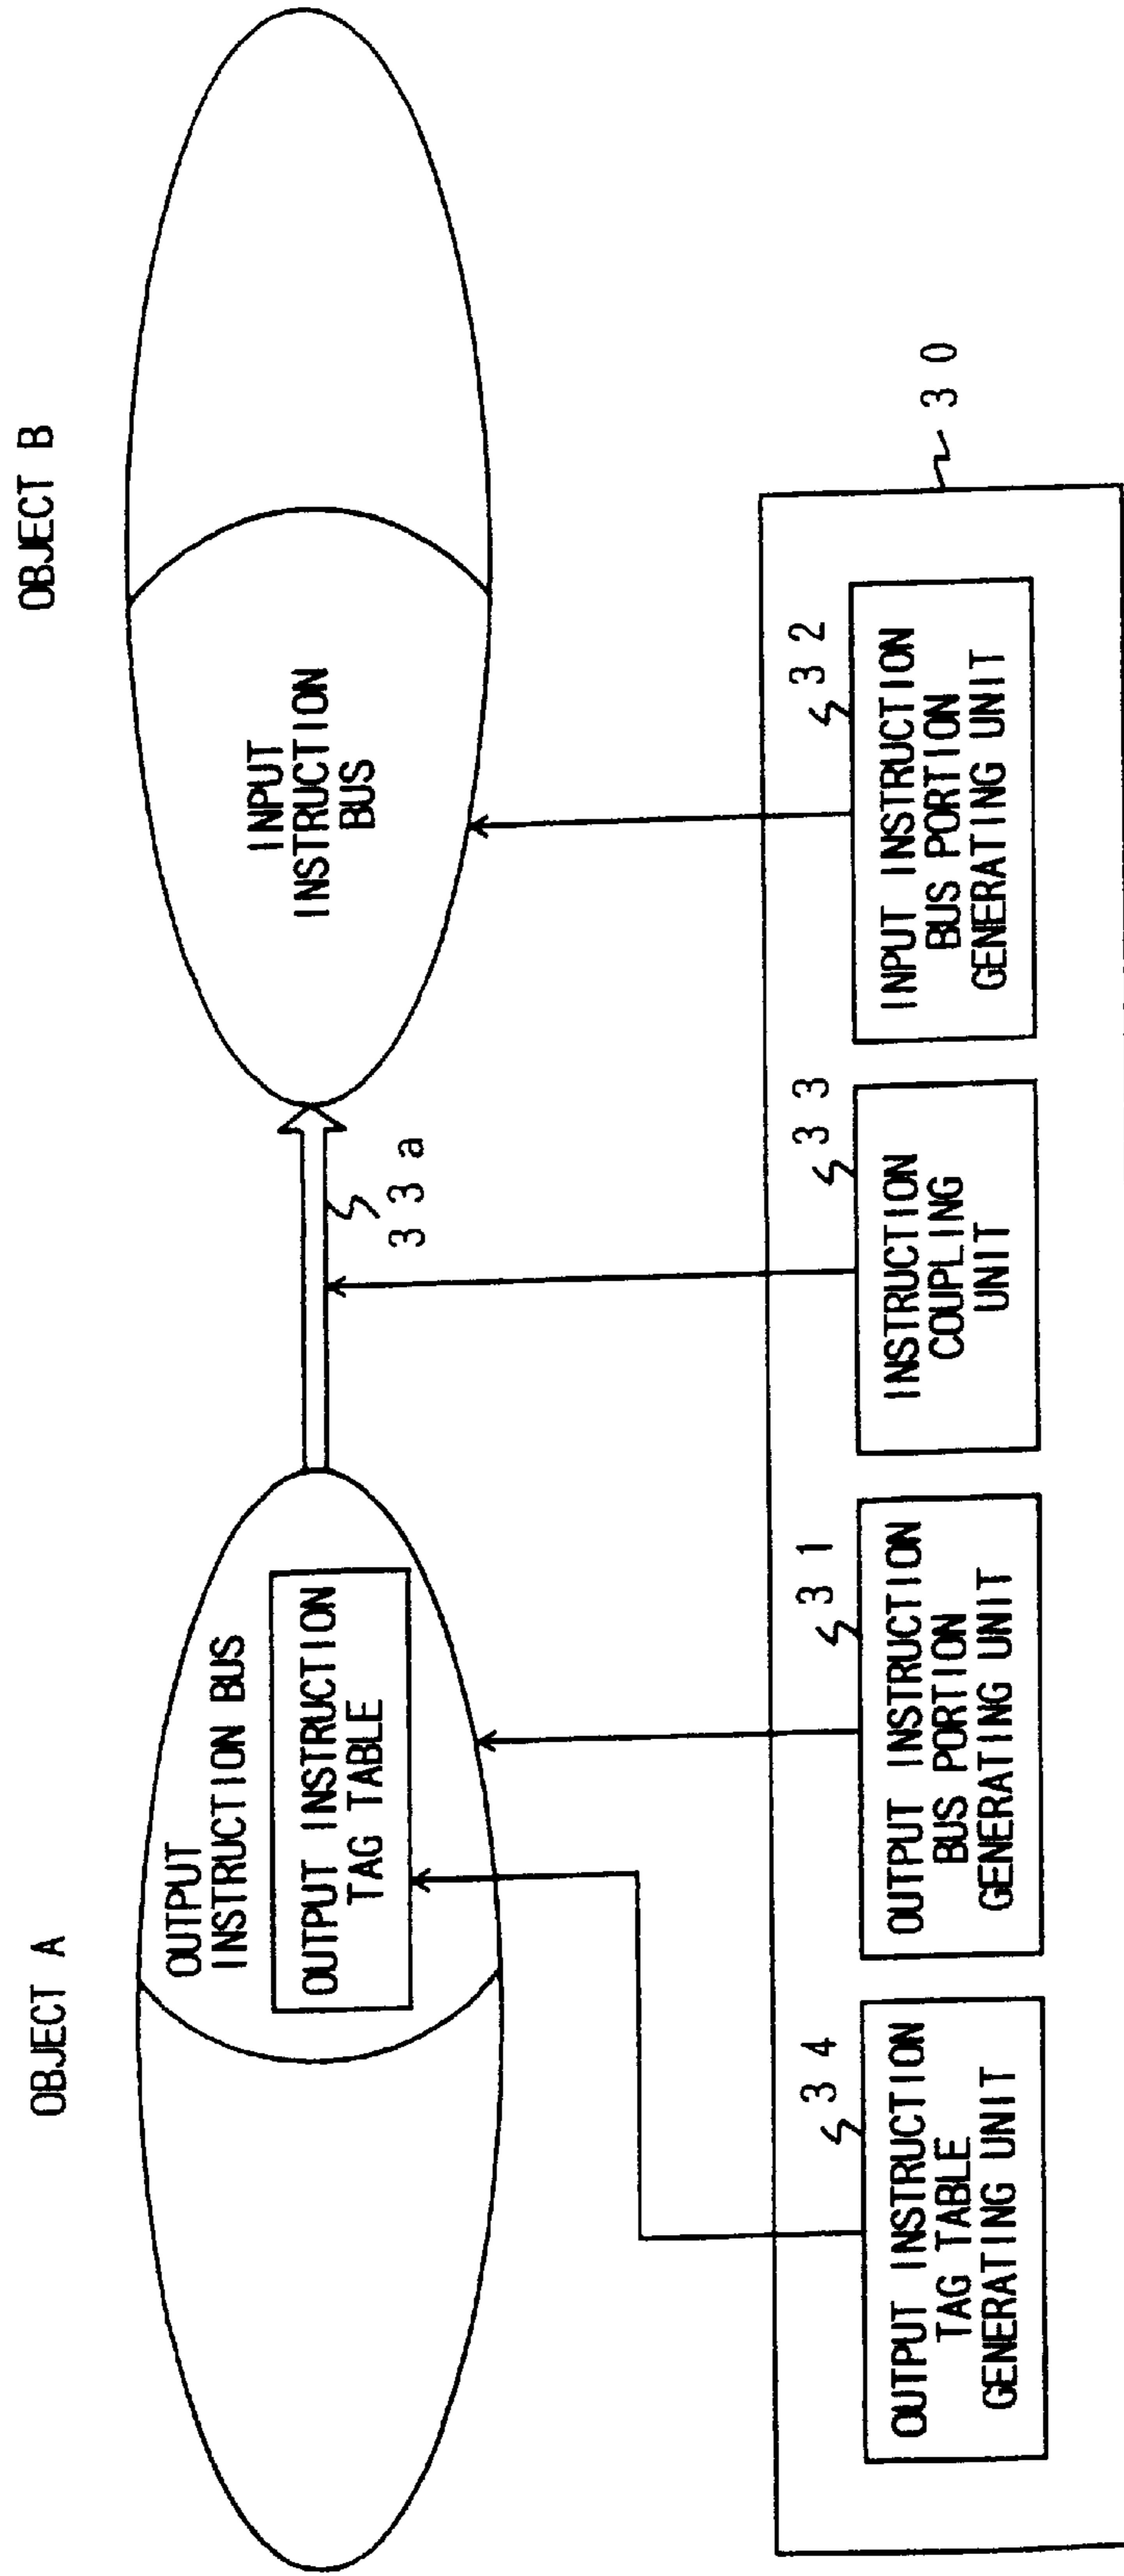 OBJECT A
OBJECT B
OUTPUT
INSTRUCTION BUS
OUTPUT INSTRUCTION
TAG TABLE
33a
INPUT
INSTRUCTION
BUS
30
34
OUTPUT INSTRUCTION
TAG TABLE
GENERATING UNIT
31
OUTPUT INSTRUCTION
BUS PORTION
GENERATING UNIT
33
INSTRUCTION
COUPLING
UNIT
32
INPUT INSTRUCTION
BUS PORTION
GENERATING UNIT